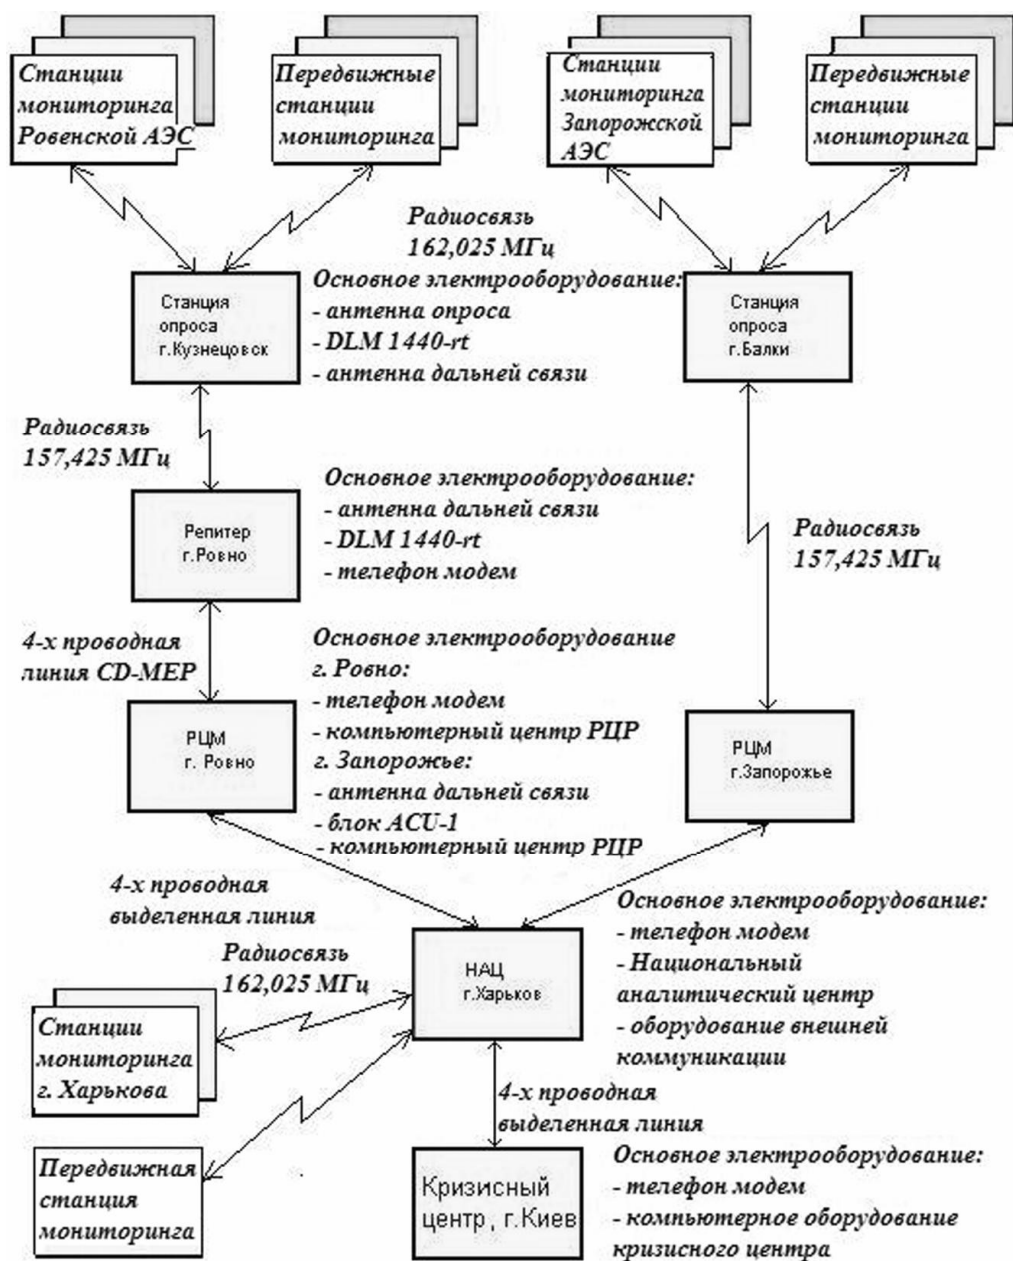 Станции
мониторинга
Ровенской АЭС
Передвижные
станции
мониторинга
Станции
мониторинга
Запорожской
АЭС
Передвижные
станции
мониторинга
Радиосвязь
162,025 МГц
Станция
опроса
г.Кузнецовск
Основное электрооборудование:
- антенна опроса
- DLM 1440-rt
- антенна дальней связи
Станция
опроса
г.Балки
Радиосвязь
157,425 МГц
Репитер
г.Ровно
Основное электрооборудование:
- антенна дальней связи
- DLM 1440-rt
- телефон модем
Радиосвязь
157,425 МГц
4-х проводная
линия CD-MEP
РЦМ
г. Ровно
Основное электрооборудование
г. Ровно:
- телефон модем
- компьютерный центр РЦР
г. Запорожье:
- антенна дальней связи
- блок ACU-1
- компьютерный центр РЦР
РЦМ
г.Запорожье
4-х проводная
выделенная линия
Радиосвязь
162,025 МГц
НАЦ
г.Харьков
Основное электрооборудование:
- телефон модем
- Национальный
аналитический центр
- оборудование внешней
коммуникации
Станции
мониторинга
г. Харькова
4-х проводная
выделенная линия
Передвижная
станция
мониторинга
Кризисный
центр, г.Киев
Основное электрооборудование:
- телефон модем
- компьютерное оборудование
кризисного центра